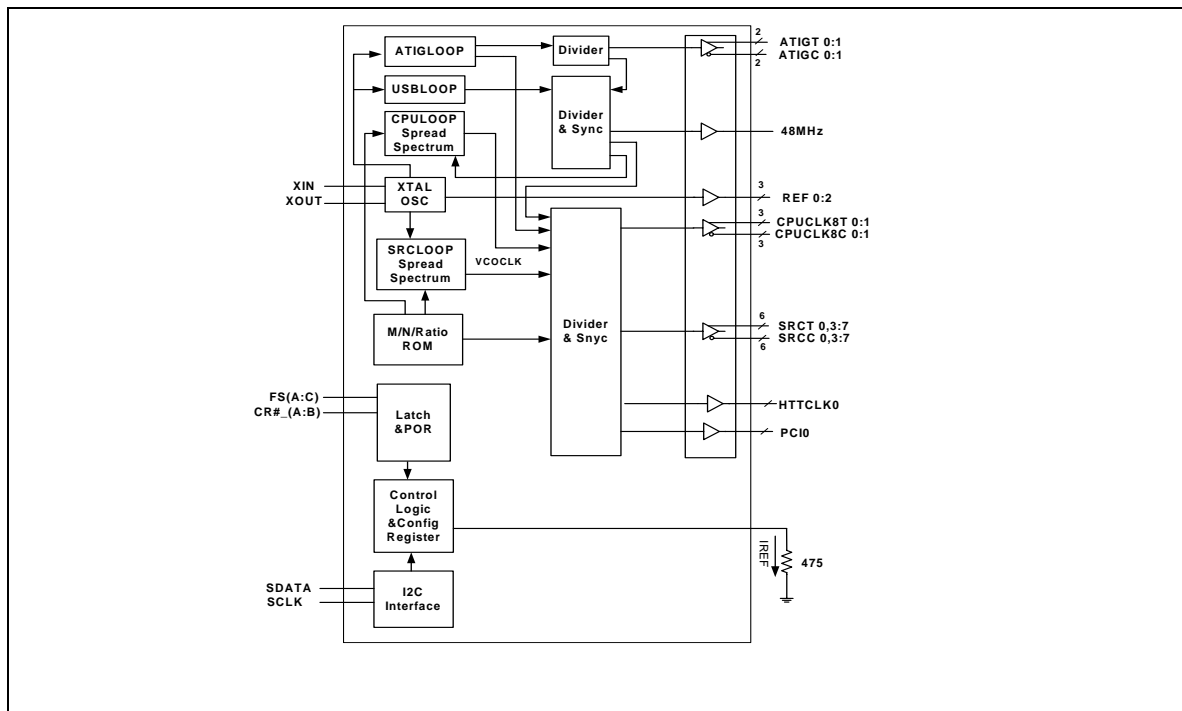 ATIGLOOP
Divider
2
ATIGT 0:1
ATIGC 0:1
2
USBLOOP
Divider
& Sync
CPULOOP
Spread
Spectrum
48MHz
XIN
XOUT
XTAL
OSC
3
REF 0:2
3
CPUCLK8T 0:1
CPUCLK8C 0:1
3
SRCLOOP
Spread
Spectrum
VCOCLK
M/N/Ratio
ROM
Divider
& Snyc
6
SRCT 0,3:7
SRCC 0,3:7
6
FS(A:C)
CR#_(A:B)
Latch
&POR
HTTCLK0
PCI0
Control
Logic
&Config
Register
IREF
475
SDATA
SCLK
I2C
Interface